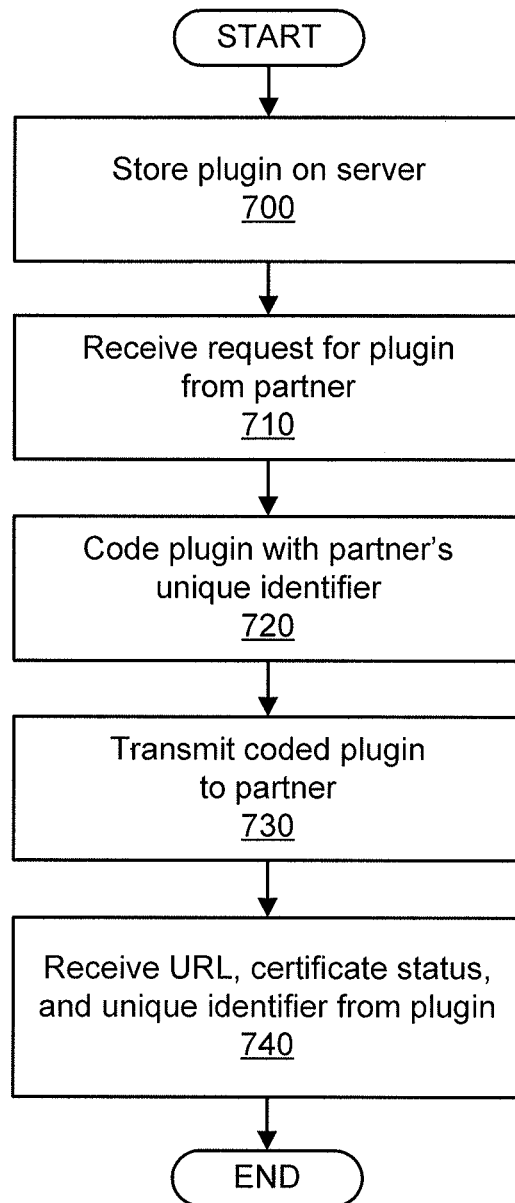 START
Store plugin on server
700
Receive request for plugin
from partner
710
Code plugin with partner's
unique identifier
720
Transmit coded plugin
to partner
730
Receive URL, certificate status,
and unique identifier from plugin
740
END